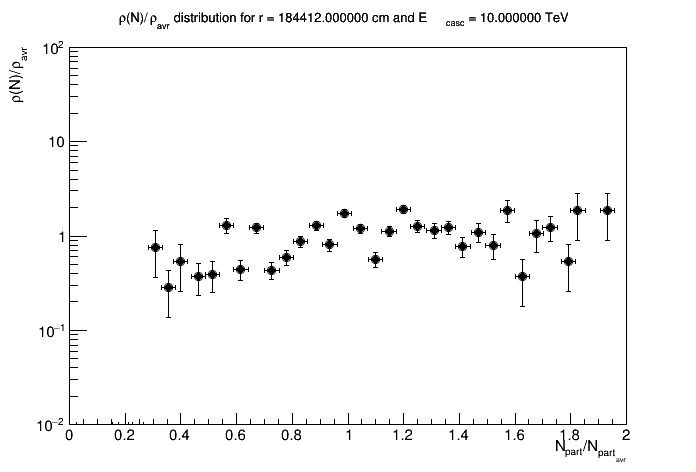 ρ(N)/ρavr distribution for r = 184412.000000 cm and E casc = 10.000000 TeV
ρ(N)/ρavr
10²
10
1
10⁻¹
10⁻²
0 0.2 0.4 0.6 0.8 1 1.2 1.4 1.6 1.8 2
Npart/Npartavr